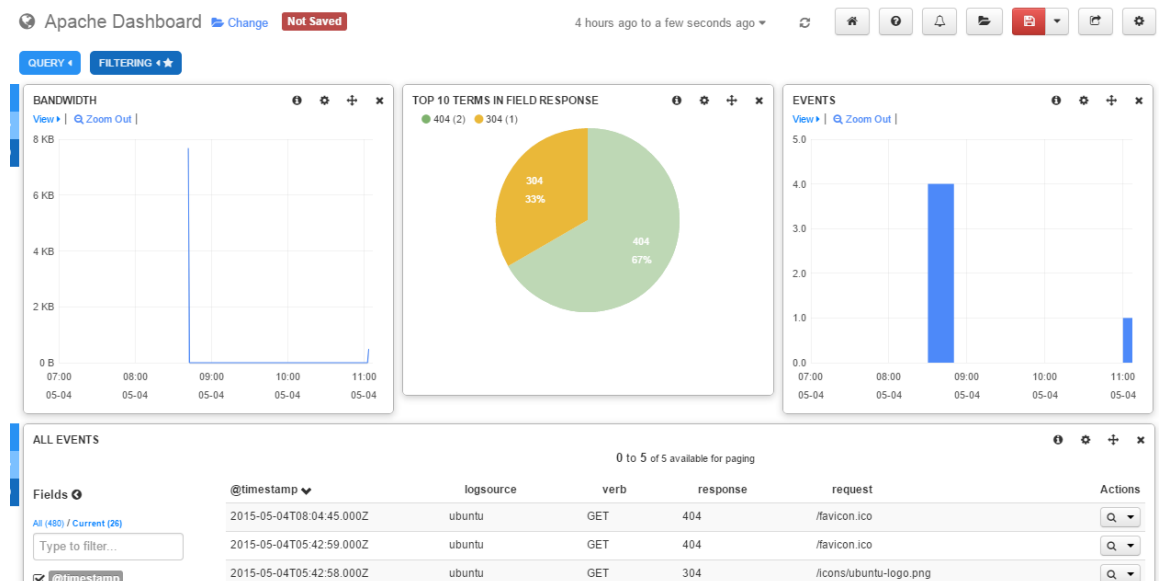 Apache Dashboard Change Not Saved 4 hours ago to a few seconds ago
QUERY FILTERING
BANDWIDTH
View | Zoom Out |
8 KB
6 KB
4 KB
2 KB
0 B
07:00 08:00 09:00 10:00 11:00
05-04 05-04 05-04 05-04 05-04
TOP 10 TERMS IN FIELD RESPONSE
404 (2) 304 (1)
304
33%
404
67%
EVENTS
View | Zoom Out |
5.0
4.0
3.0
2.0
1.0
0.0
07:00 08:00 09:00 10:00 11:00
05-04 05-04 05-04 05-04 05-04
ALL EVENTS
0 to 5 of 5 available for paging
Fields
All (480) / Current (26)
Type to filter...
@timestamp
@timestamp logsource verb response request Actions
2015-05-04T08:04:45.000Z ubuntu GET 404 /favicon.ico
2015-05-04T05:42:59.000Z ubuntu GET 404 /favicon.ico
2015-05-04T05:42:58.000Z ubuntu GET 304 /icons/ubuntu-logo.png